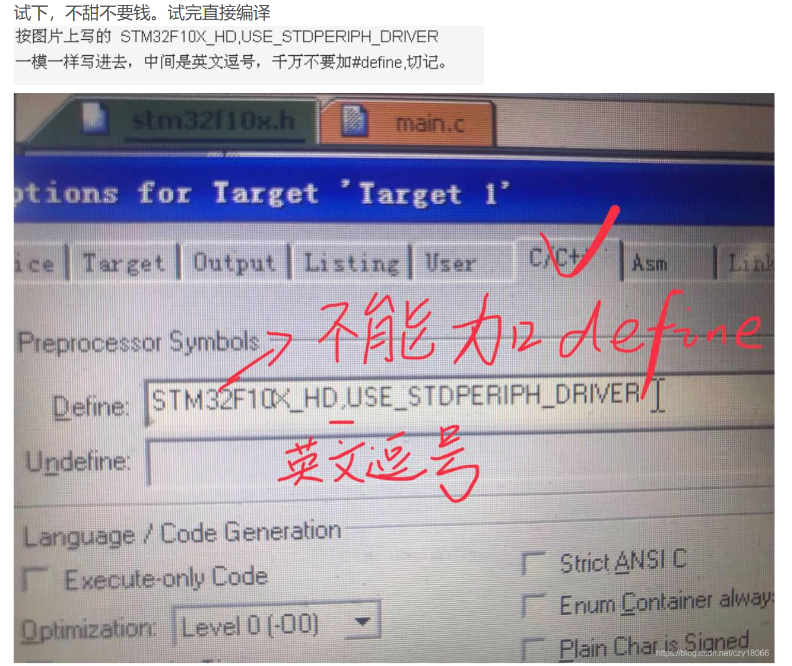 试下，不甜不要钱。试完直接编译
按图片上写的 STM32F10X_HD,USE_STDPERIPH_DRIVER
一模一样写进去，中间是英文逗号，千万不要加#define,切记。
stm32f10x.h main.c
ptions for Target 'Target 1'
ice Target Output Listing User C/C++ Asm Link
Preprocessor Symbols 不能加define
Define: STM32F10X_HD,USE_STDPERIPH_DRIVER
英文逗号
Undefine:
Language / Code Generation
Execute-only Code
Strict ANSI C
Optimization: Level 0 (-O0)
Enum Container alway
Plain Char is Signed
https://blog.csdn.net/czy18066